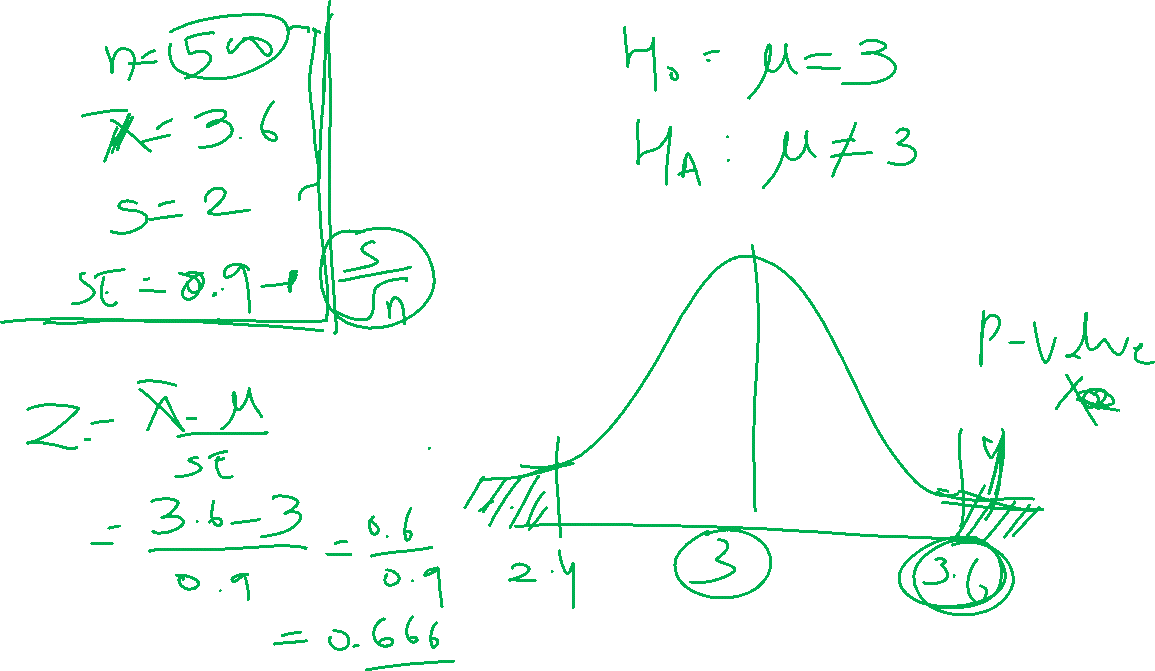 n = 500
x̄ = 3.6
s = 2
SE = 0.9 → s/√n
Z = (x̄ - μ)/SE
= (3.6 - 3)/0.9 = 0.6/0.9
= 0.666
H₀ : μ = 3
H_A : μ ≠ 3
P-value
2.4 3 3.6